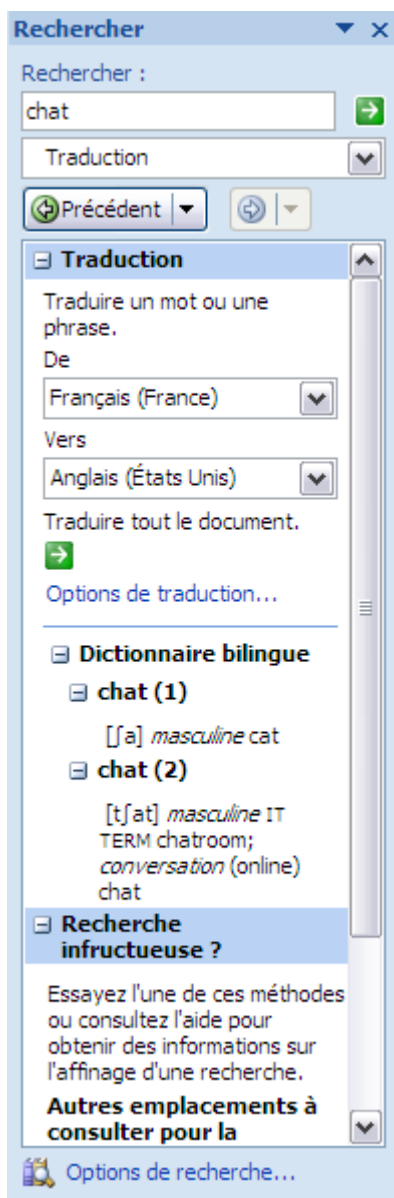 Rechercher
Rechercher :
chat
Traduction
Précédent
Traduction
Traduire un mot ou une
phrase.
De
Français (France)
Vers
Anglais (États Unis)
Traduire tout le document.
Options de traduction...
Dictionnaire bilingue
chat (1)
[ʃa] masculine cat
chat (2)
[tʃat] masculine IT
TERM chatroom;
conversation (online)
chat
Recherche
infructueuse ?
Essayez l'une de ces méthodes
ou consultez l'aide pour
obtenir des informations sur
l'affinage d'une recherche.
Autres emplacements à
consulter pour la
Options de recherche...